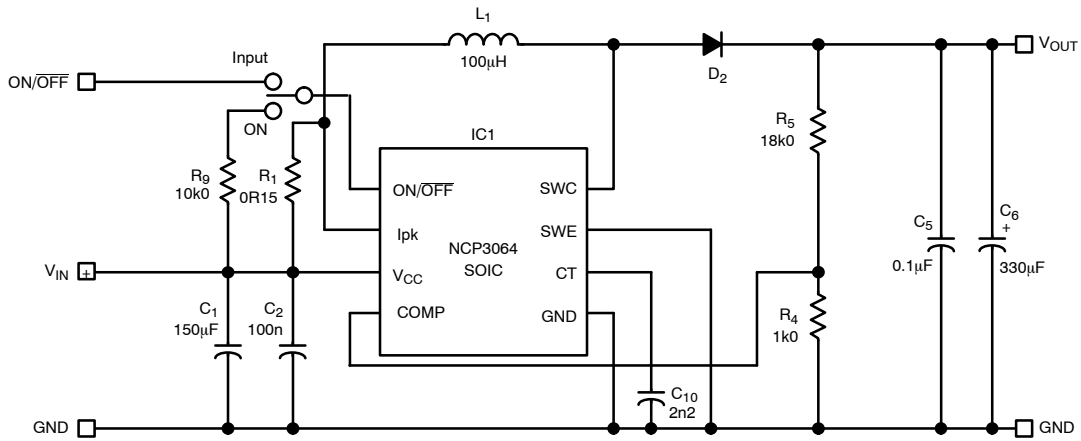 L1
100μH
Input
ON/OFF
ON
D2
VOUT
IC1
R5
18k0
R9
10k0
R1
0R15
ON/OFF
SWC
Ipk
SWE
NCP3064
SOIC
VIN
+
VCC
CT
COMP
GND
C5
0.1μF
C6
+
330μF
C1
150μF
C2
100n
R4
1k0
C10
2n2
GND
GND